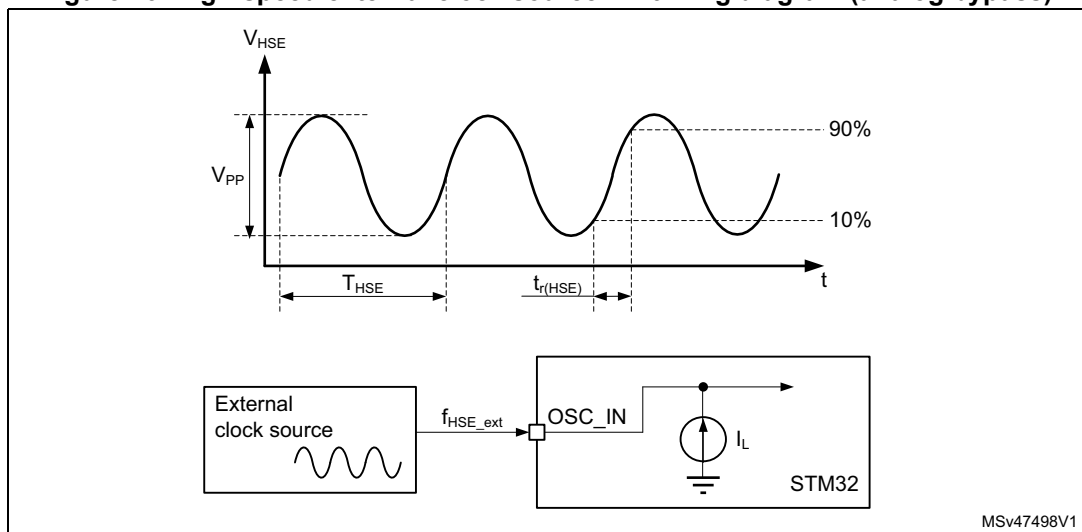 V_HSE
90%
V_PP
10%
t
T_HSE
t_r(HSE)
External
clock source
f_HSE_ext
OSC_IN
I_L
STM32
MSv47498V1